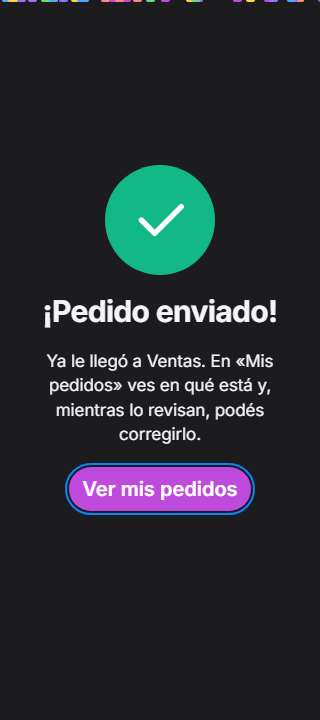 ¡Pedido enviado!
Ya le llegó a Ventas. En «Mis
pedidos» ves en qué está y,
mientras lo revisan, podés
corregirlo.
Ver mis pedidos